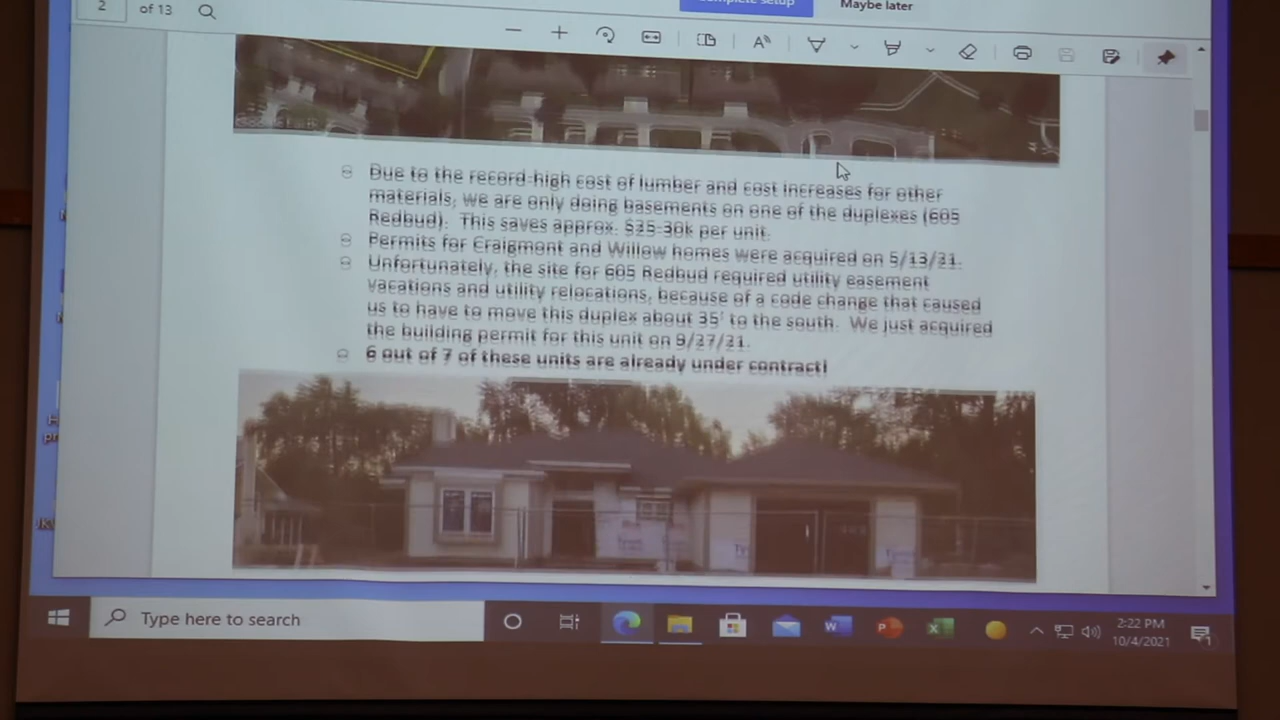 Complete setup
Maybe later
2 of 13
Due to the record-high cost of lumber and cost increases for other
materials, we are only doing basements on one of the duplexes (605
Redbud). This saves approx. $25-30k per unit.
Permits for Craigmont and Willow homes were acquired on 5/13/21.
Unfortunately, the site for 605 Redbud required utility easement
vacations and utility relocations, because of a code change that caused
us to have to move this duplex about 35' to the south. We just acquired
the building permit for this unit on 9/27/21.
6 out of 7 of these units are already under contract!
Type here to search
2:22 PM
10/4/2021